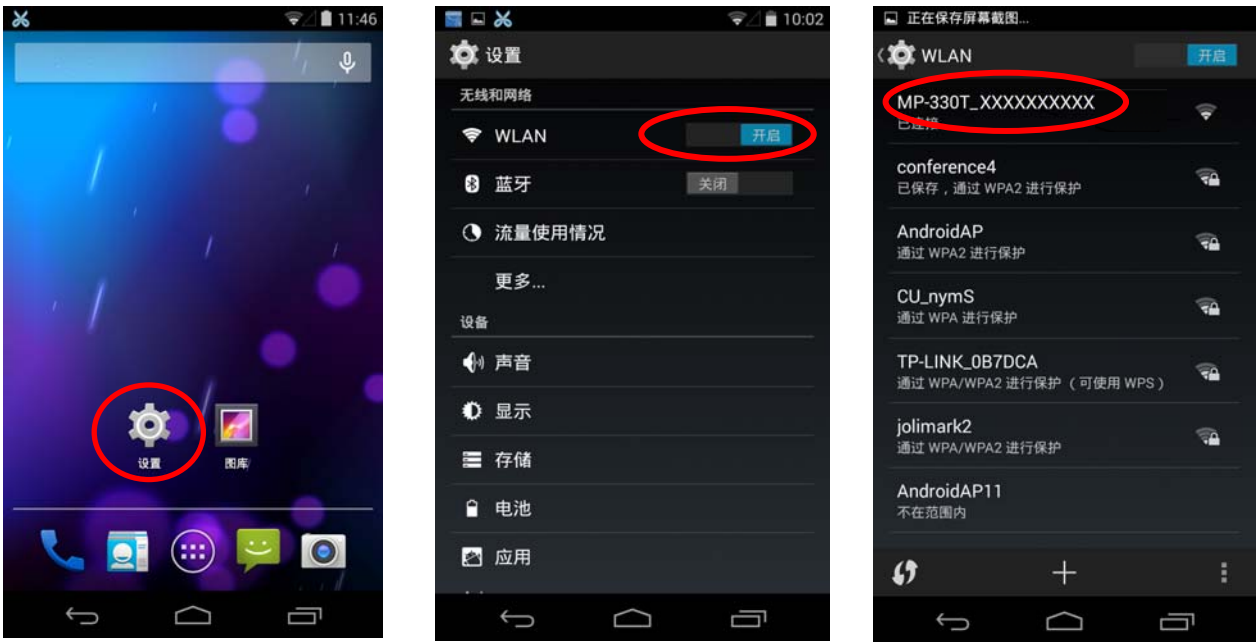 11:46
设置
图库
10:02
设置
无线和网络
WLAN
开启
蓝牙
关闭
流量使用情况
更多...
设备
声音
显示
存储
电池
应用
正在保存屏幕截图...
WLAN
开启
MP-330T_XXXXXXXXXX
已连接
conference4
已保存，通过 WPA2 进行保护
AndroidAP
通过 WPA2 进行保护
CU_nymS
通过 WPA 进行保护
TP-LINK_0B7DCA
通过 WPA/WPA2 进行保护 （可使用 WPS）
jolimark2
通过 WPA/WPA2 进行保护
AndroidAP11
不在范围内